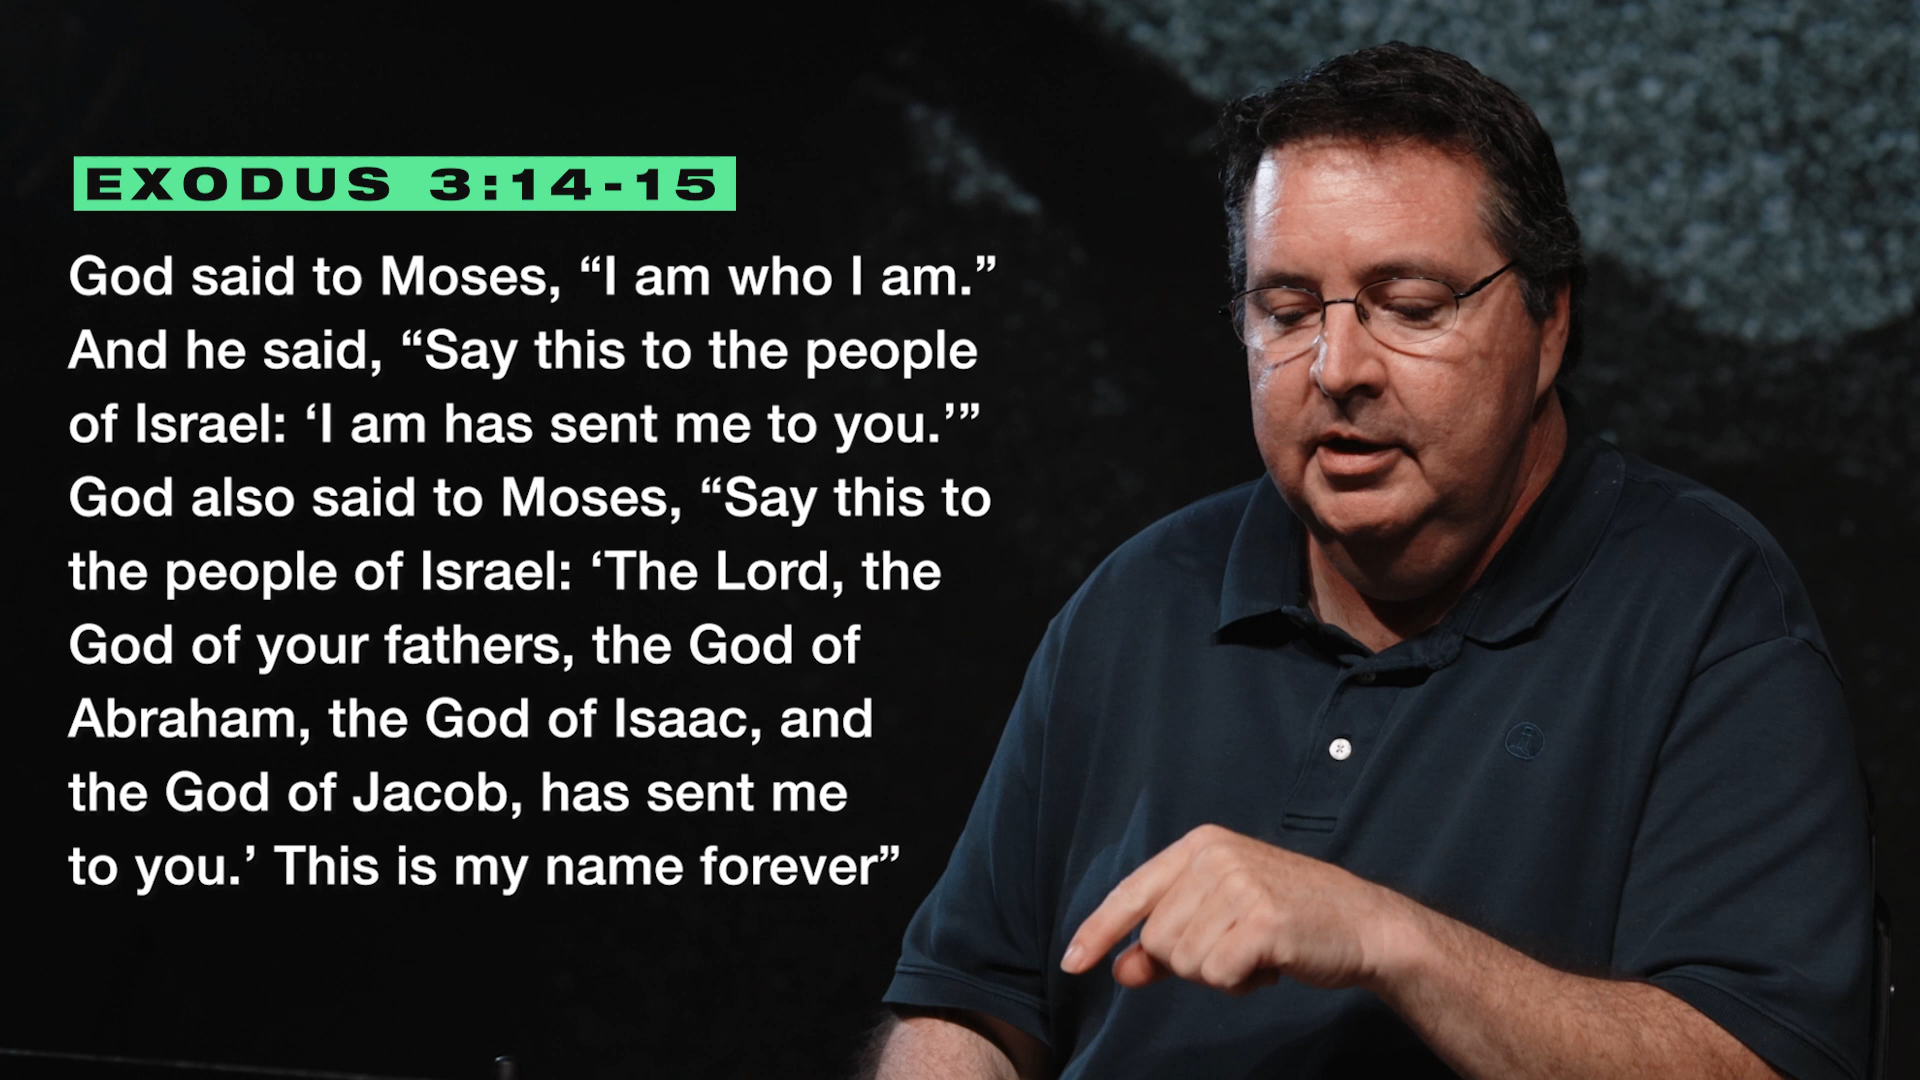 EXODUS 3:14-15
God said to Moses, “I am who I am.”
And he said, “Say this to the people
of Israel: ‘I am has sent me to you.’”
God also said to Moses, “Say this to
the people of Israel: ‘The Lord, the
God of your fathers, the God of
Abraham, the God of Isaac, and
the God of Jacob, has sent me
to you.’ This is my name forever”